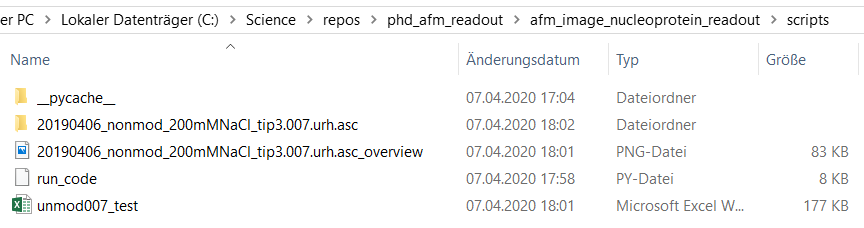 er PC > Lokaler Datenträger (C:) > Science > repos > phd_afm_readout > afm_image_nucleoprotein_readout > scripts
Name Änderungsdatum Typ Größe
__pycache__ 07.04.2020 17:04 Dateiordner
20190406_nonmod_200mMNaCl_tip3.007.urh.asc 07.04.2020 18:02 Dateiordner
20190406_nonmod_200mMNaCl_tip3.007.urh.asc_overview 07.04.2020 18:01 PNG-Datei 83 KB
run_code 07.04.2020 17:58 PY-Datei 8 KB
unmod007_test 07.04.2020 18:01 Microsoft Excel W... 177 KB